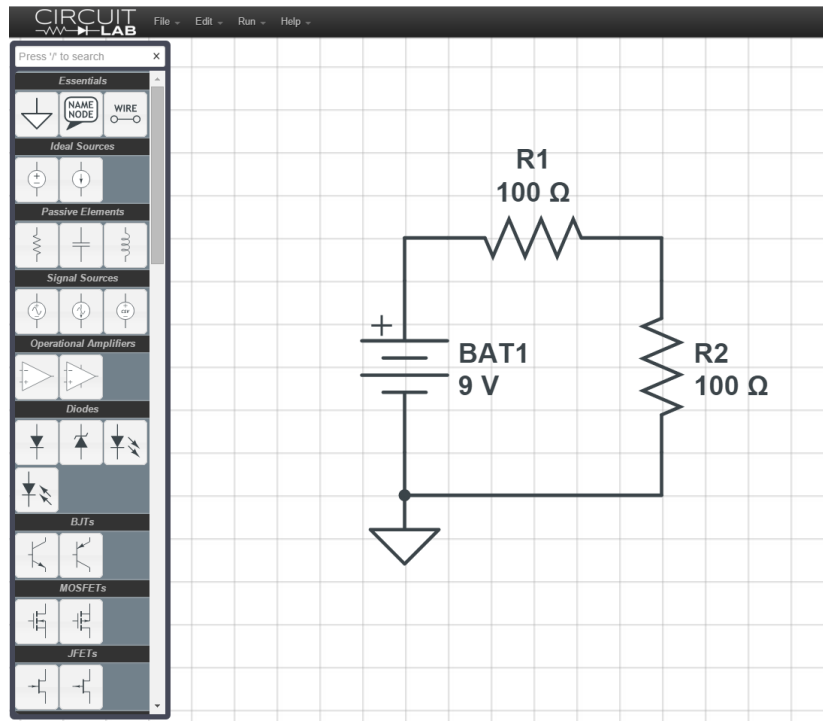 CIRCUIT
LAB
File Edit Run Help
Press '/' to search x
Essentials
NAME
NODE
WIRE
Ideal Sources
Passive Elements
Signal Sources
CSV
Operational Amplifiers
Diodes
BJTs
MOSFETs
JFETs
R1
100 Ω
+
BAT1
9 V
R2
100 Ω